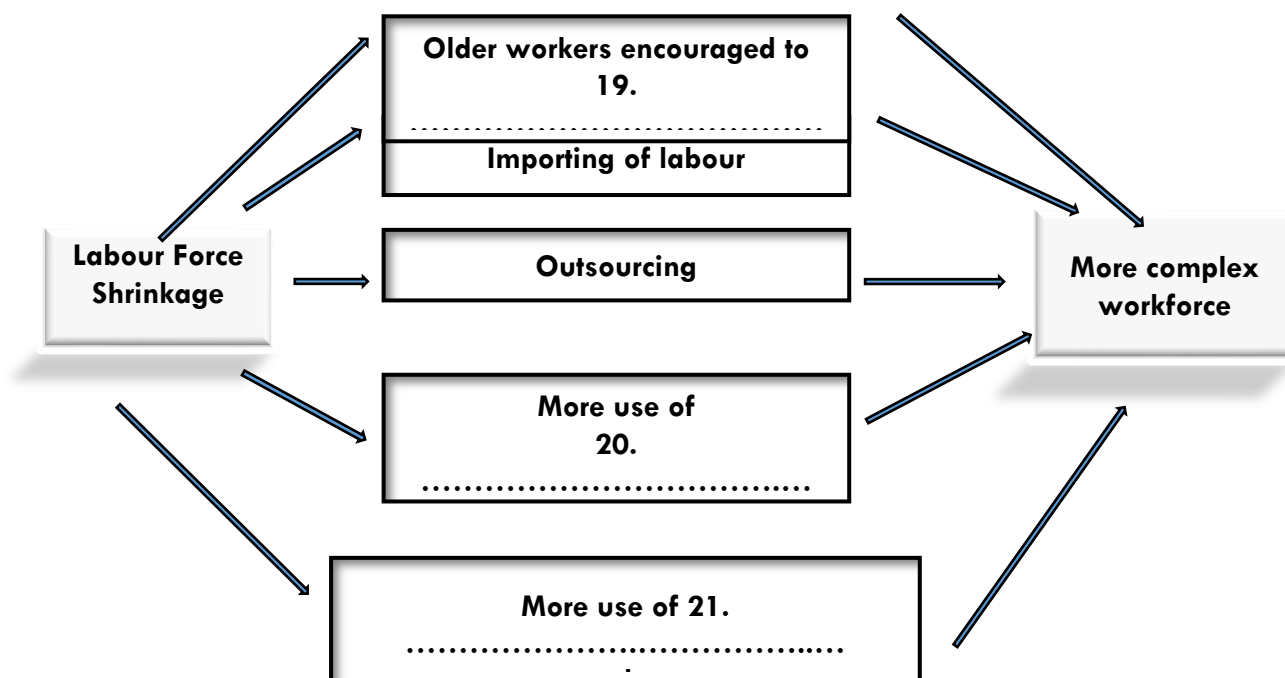 Older workers encouraged to
19.
.......................................
Importing of labour
Labour Force
Shrinkage
Outsourcing
More complex
workforce
More use of
20.
.....................................
More use of 21.
.........................................